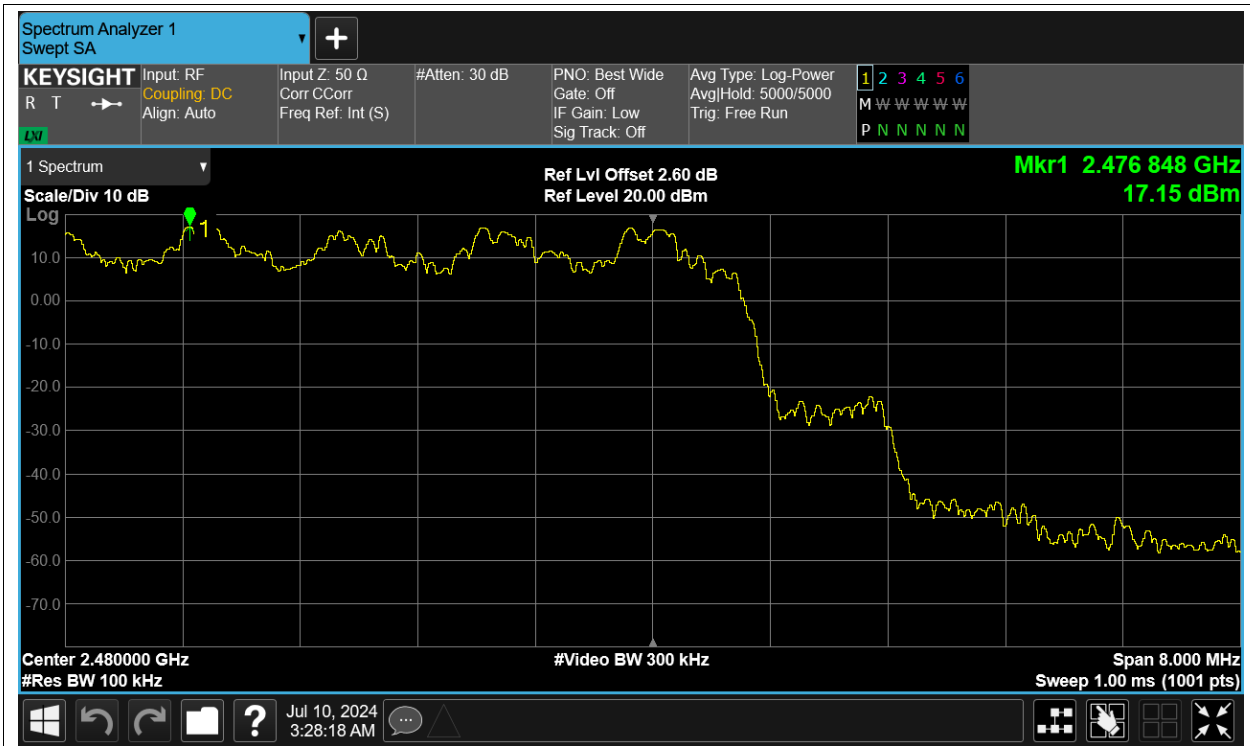 Spectrum Analyzer 1
Swept SA
KEYSIGHT
R T
LXI
Input: RF
Coupling: DC
Align: Auto
Input Z: 50 Ω
Corr CCorr
Freq Ref: Int (S)
#Atten: 30 dB
PNO: Best Wide
Gate: Off
IF Gain: Low
Sig Track: Off
Avg Type: Log-Power
Avg|Hold: 5000/5000
Trig: Free Run
1 2 3 4 5 6
M W W W W W
P N N N N N
1 Spectrum
Scale/Div 10 dB
Log
Ref Lvl Offset 2.60 dB
Ref Level 20.00 dBm
Mkr1 2.476 848 GHz
17.15 dBm
1
10.0
0.00
-10.0
-20.0
-30.0
-40.0
-50.0
-60.0
-70.0
Center 2.480000 GHz
#Res BW 100 kHz
#Video BW 300 kHz
Span 8.000 MHz
Sweep 1.00 ms (1001 pts)
?
Jul 10, 2024
3:28:18 AM